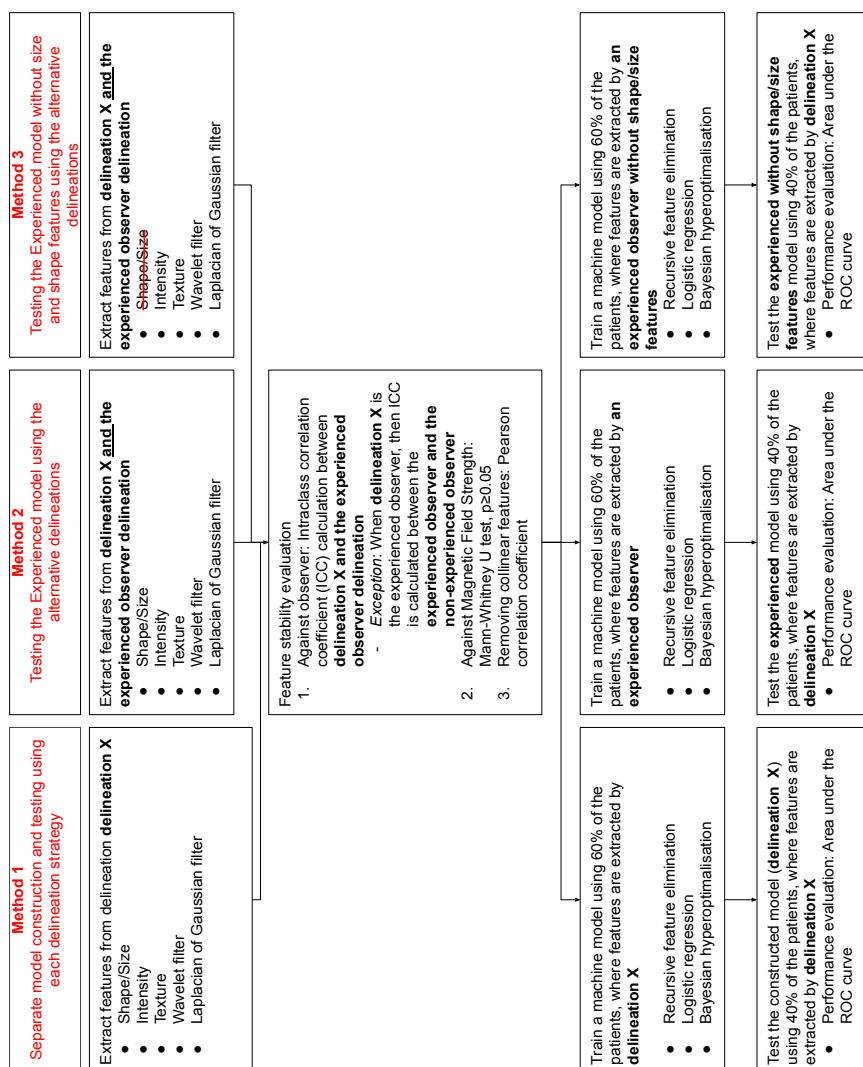 Method 1
Separate model construction and testing using
each delineation strategy
Method 2
Testing the Experienced model using the
alternative delineations
Method 3
Testing the Experienced model without size
and shape features using the alternative
delineations
Extract features from delineation delineation X
● Shape/Size
● Intensity
● Texture
● Wavelet filter
● Laplacian of Gaussian filter
Extract features from delineation X and the
experienced observer delineation
● Shape/Size
● Intensity
● Texture
● Wavelet filter
● Laplacian of Gaussian filter
Extract features from delineation X and the
experienced observer delineation
● Shape/Size
● Intensity
● Texture
● Wavelet filter
● Laplacian of Gaussian filter
Feature stability evaluation
1. Against observer: Intraclass correlation
coefficient (ICC) calculation between
delineation X and the experienced
observer delineation
- Exception: When delineation X is
the experienced observer, then ICC
is calculated between the
experienced observer and the
non-experienced observer
2. Against Magnetic Field Strength:
Mann-Whitney U test, p≥0.05
3. Removing collinear features: Pearson
correlation coefficient
Train a machine model using 60% of the
patients, where features are extracted by
delineation X
● Recursive feature elimination
● Logistic regression
● Bayesian hyperoptimalisation
Train a machine model using 60% of the
patients, where features are extracted by an
experienced observer
● Recursive feature elimination
● Logistic regression
● Bayesian hyperoptimalisation
Train a machine model using 60% of the
patients, where features are extracted by an
experienced observer without shape/size
features
● Recursive feature elimination
● Logistic regression
● Bayesian hyperoptimalisation
Test the constructed model (delineation X)
using 40% of the patients, where features are
extracted by delineation X
● Performance evaluation: Area under the
ROC curve
Test the experienced model using 40% of the
patients, where features are extracted by
delineation X
● Performance evaluation: Area under the
ROC curve
Test the experienced without shape/size
features model using 40% of the patients,
where features are extracted by delineation X
● Performance evaluation: Area under the
ROC curve